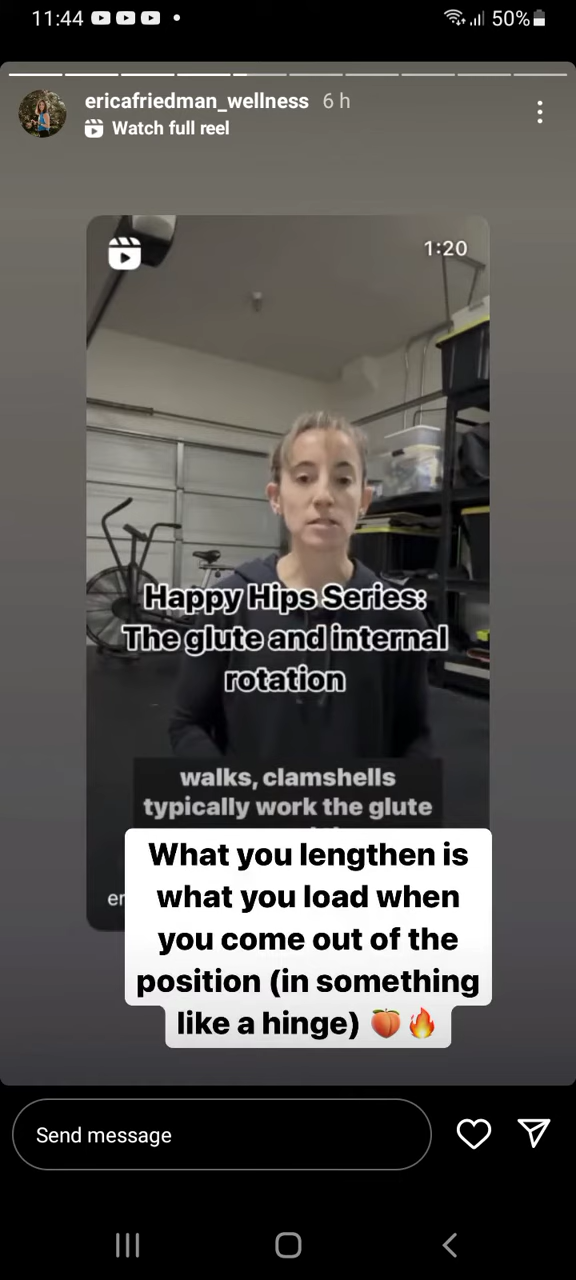 11:44
50%
ericafriedman_wellness 6 h
Watch full reel
1:20
Happy Hips Series:
The glute and internal
rotation
walks, clamshells
typically work the glute
er
What you lengthen is
what you load when
you come out of the
position (in something
like a hinge) 🍑🔥
Send message